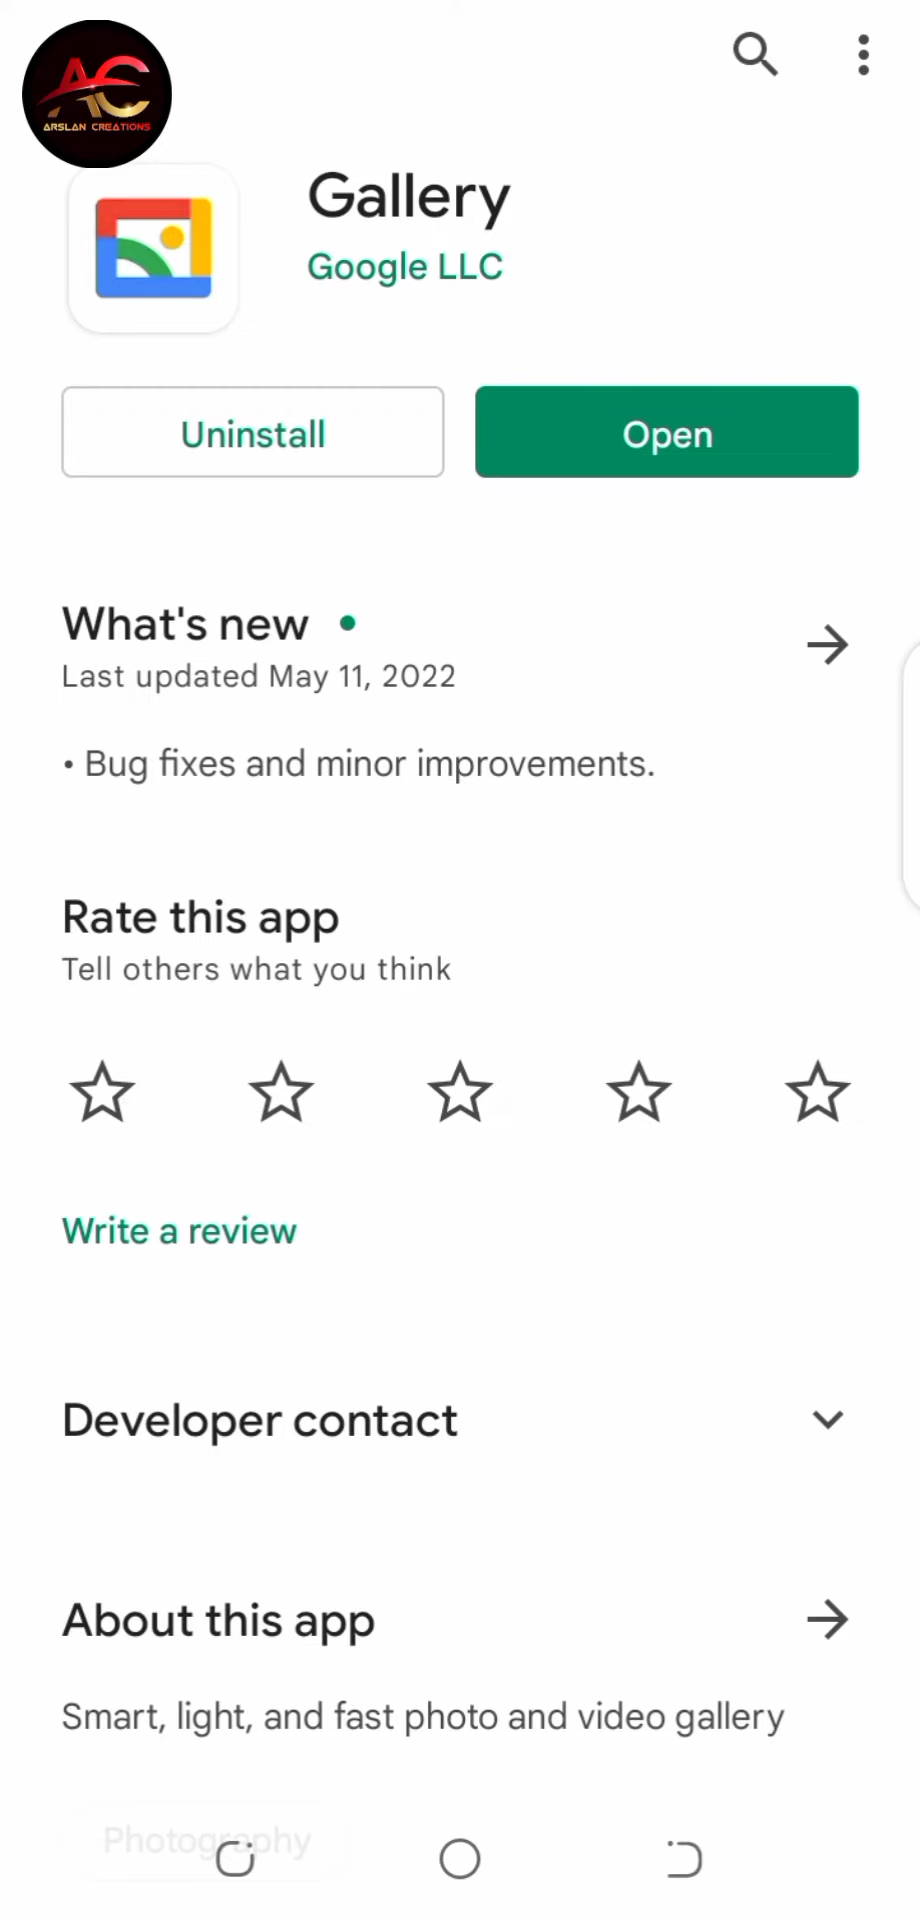 AC
ARSLAN CREATIONS
Gallery
Google LLC
Uninstall
Open
What's new
Last updated May 11, 2022
• Bug fixes and minor improvements.
Rate this app
Tell others what you think
Write a review
Developer contact
About this app
Smart, light, and fast photo and video gallery
Photography